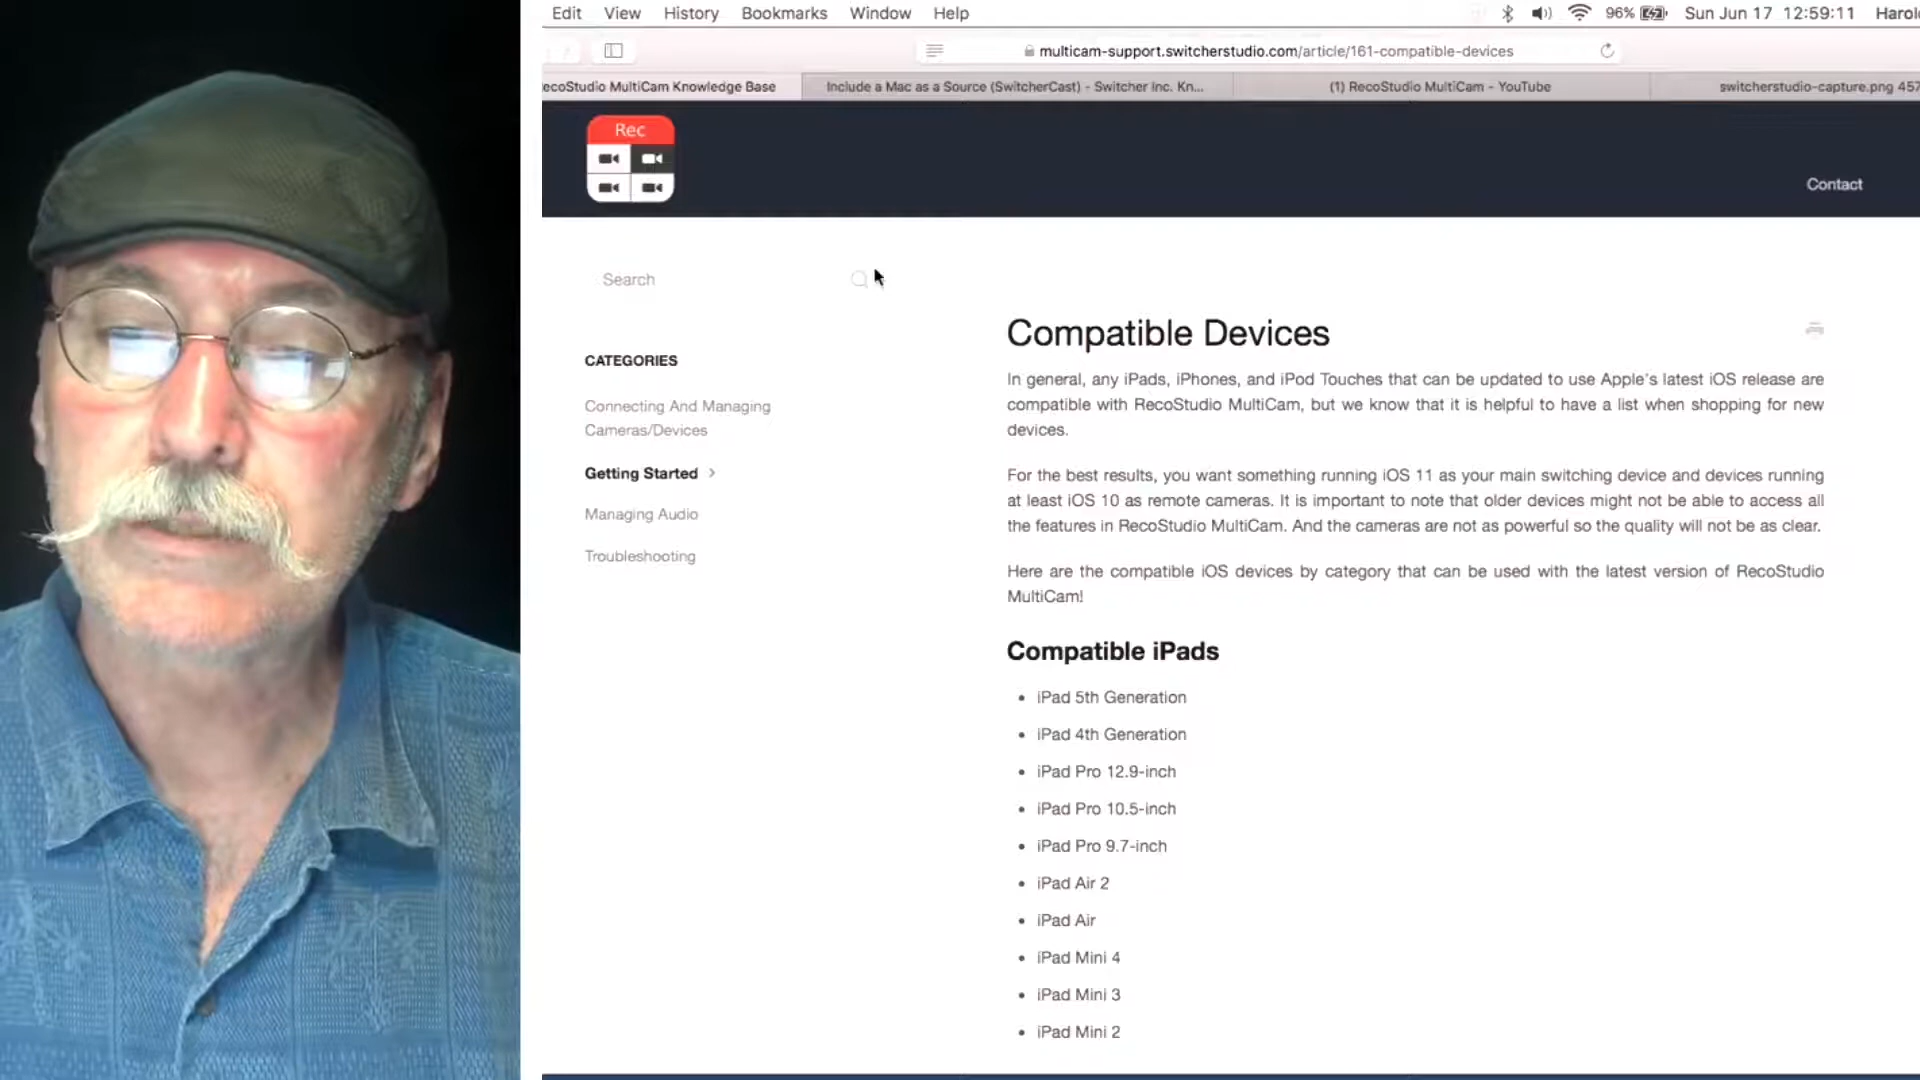 Edit View History Bookmarks Window Help 96% Sun Jun 17 12:59:11
multicam-support.switcherstudio.com/article/161-compatible-devices
MultiCam Knowledge Base Include a Mac as a Source (SwitcherCast) - Switcher Inc. Kn... (1) RecoStudio MultiCam - YouTube switcherstudio-capture.png
Rec
Contact
Search
CATEGORIES
Connecting And Managing
Cameras/Devices
Getting Started
Managing Audio
Troubleshooting
Compatible Devices
In general, any iPads, iPhones, and iPod Touches that can be updated to use Apple's latest iOS release are
compatible with RecoStudio MultiCam, but we know that it is helpful to have a list when shopping for new
devices.
For the best results, you want something running iOS 11 as your main switching device and devices running
at least iOS 10 as remote cameras. It is important to note that older devices might not be able to access all
the features in RecoStudio MultiCam. And the cameras are not as powerful so the quality will not be as clear.
Here are the compatible iOS devices by category that can be used with the latest version of RecoStudio
MultiCam!
Compatible iPads
• iPad 5th Generation
• iPad 4th Generation
• iPad Pro 12.9-inch
• iPad Pro 10.5-inch
• iPad Pro 9.7-inch
• iPad Air 2
• iPad Air
• iPad Mini 4
• iPad Mini 3
• iPad Mini 2